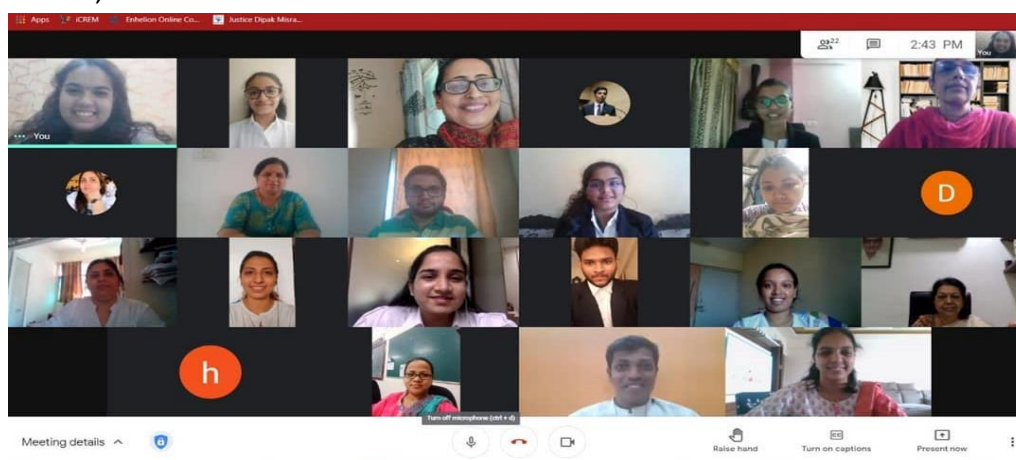 Apps iCREM Enhelion Online Co... Justice Dipak Misra...
22 2:43 PM You
... You
D
h
Turn off microphone (ctrl + d)
Meeting details Raise hand Turn on captions Present now